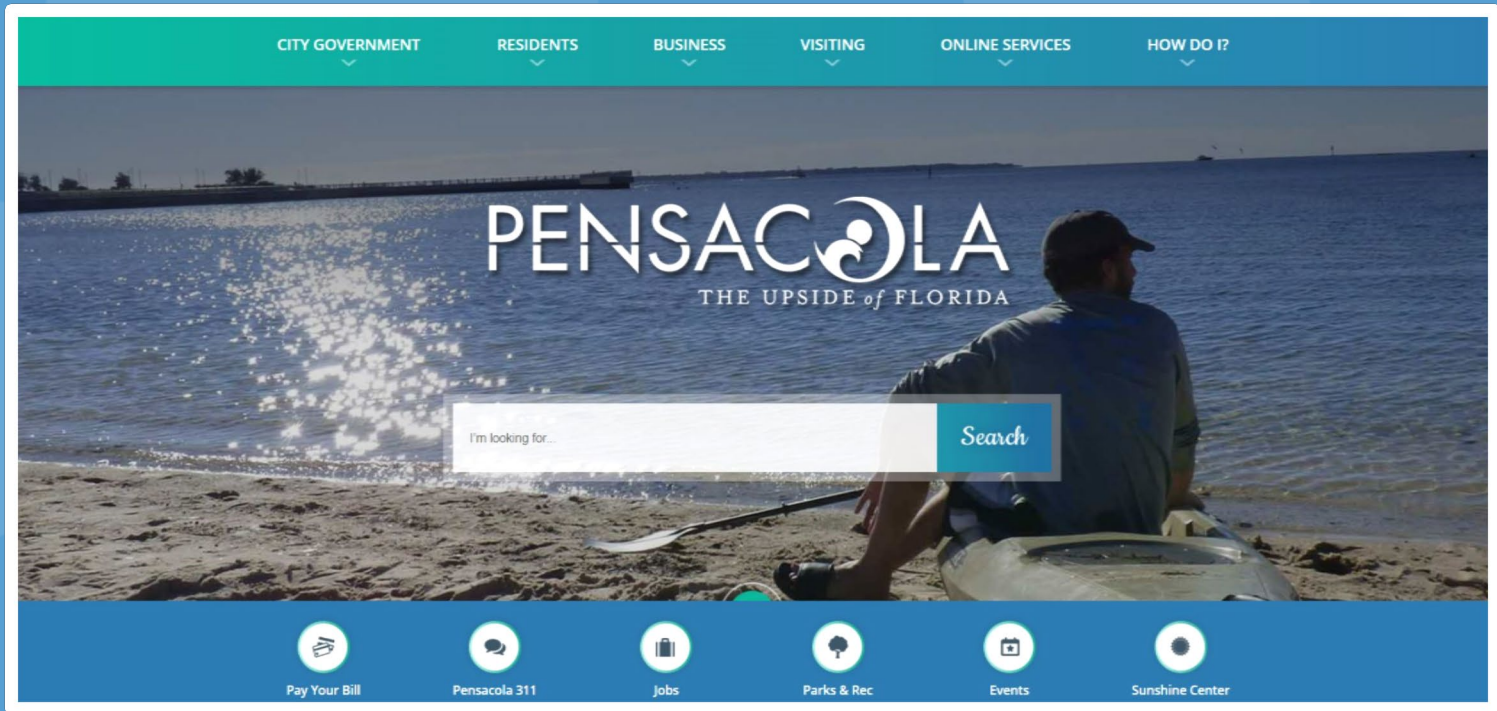 CITY GOVERNMENT RESIDENTS BUSINESS VISITING ONLINE SERVICES HOW DO I?
PENSACOLA
THE UPSIDE of FLORIDA
I'm looking for... Search
Pay Your Bill Pensacola 311 Jobs Parks & Rec Events Sunshine Center